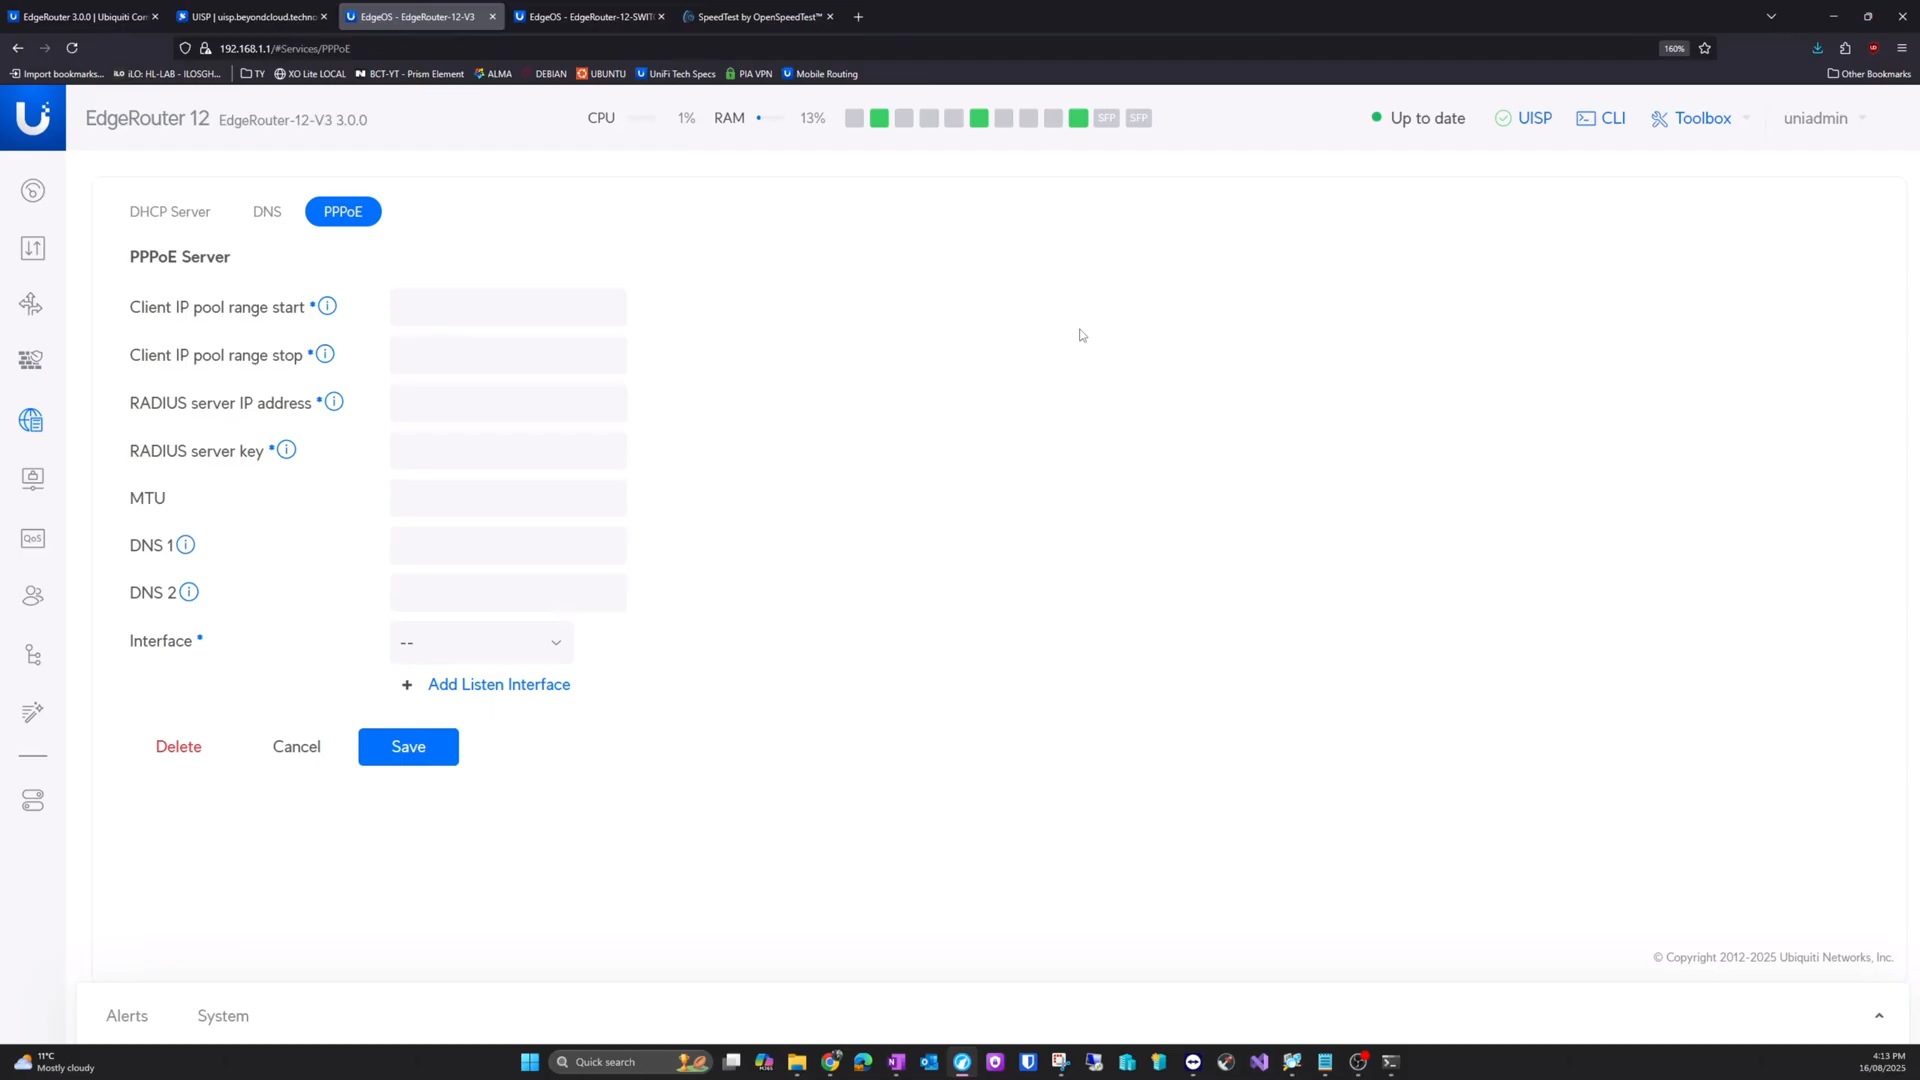 EdgeRouter 3.0.0 | Ubiquiti Com
UISP | uisp.beyondcloud.techno
EdgeOS - EdgeRouter-12-V3
EdgeOS - EdgeRouter-12-SWITC
SpeedTest by OpenSpeedTest™
192.168.1.1/#Services/PPPoE
160%
Import bookmarks...
iLO: HL-LAB - ILOSGH...
TY
XO Lite LOCAL
BCT-YT - Prism Element
ALMA
DEBIAN
UBUNTU
UniFi Tech Specs
PIA VPN
Mobile Routing
Other Bookmarks
EdgeRouter 12 EdgeRouter-12-V3 3.0.0
CPU 1% RAM 13%
SFP SFP
Up to date
UISP
CLI
Toolbox
uniadmin
DHCP Server DNS PPPoE
PPPoE Server
Client IP pool range start *
Client IP pool range stop *
RADIUS server IP address *
RADIUS server key *
MTU
DNS 1
DNS 2
Interface *
--
+ Add Listen Interface
Delete Cancel Save
QoS
© Copyright 2012-2025 Ubiquiti Networks, Inc.
Alerts System
11°C
Mostly cloudy
Quick search
4:13 PM
16/08/2025